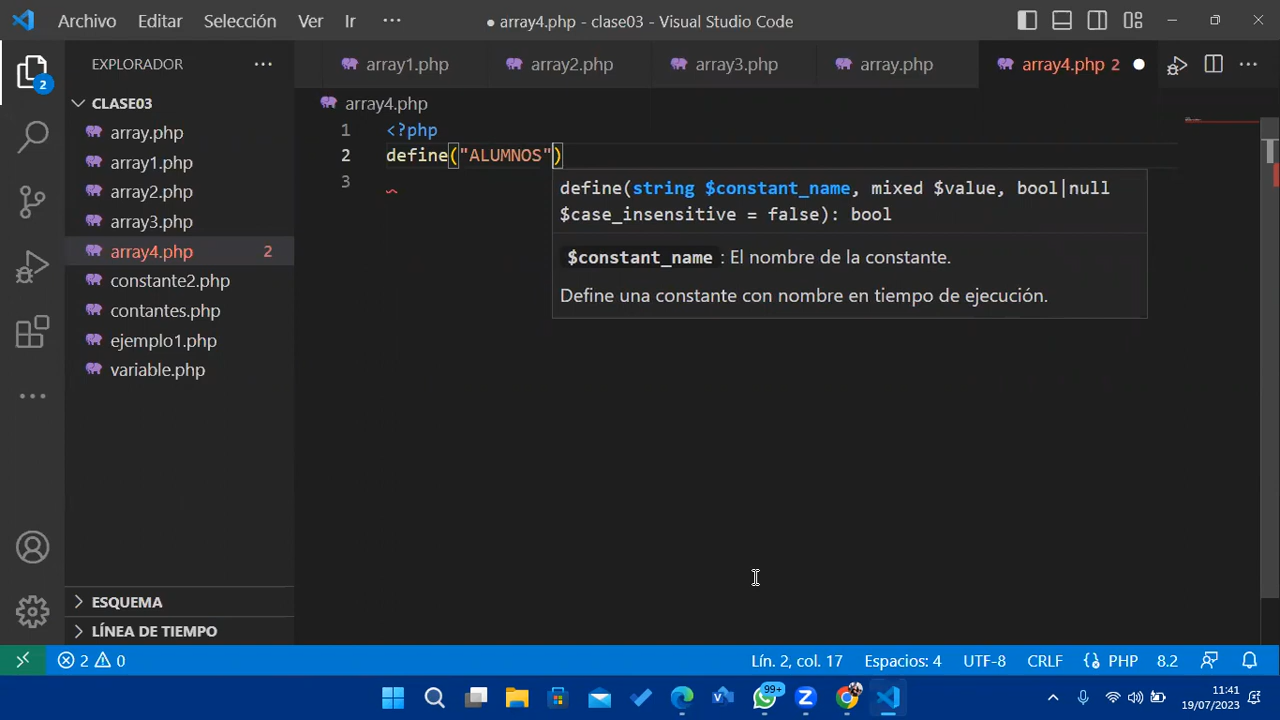 Archivo Editar Selección Ver Ir ··· ● array4.php - clase03 - Visual Studio Code
EXPLORADOR ···
array1.php array2.php array3.php array.php array4.php 2 ● ···
CLASE03
array.php
array1.php
array2.php
array3.php
array4.php 2
constante2.php
contantes.php
ejemplo1.php
variable.php
ESQUEMA
LÍNEA DE TIEMPO
2
array4.php
1 <?php
2 define("ALUMNOS")
3
define(string $constant_name, mixed $value, bool|null
$case_insensitive = false): bool
$constant_name : El nombre de la constante.
Define una constante con nombre en tiempo de ejecución.
2 0 Lín. 2, col. 17 Espacios: 4 UTF-8 CRLF {} PHP 8.2
99+
11:41
19/07/2023